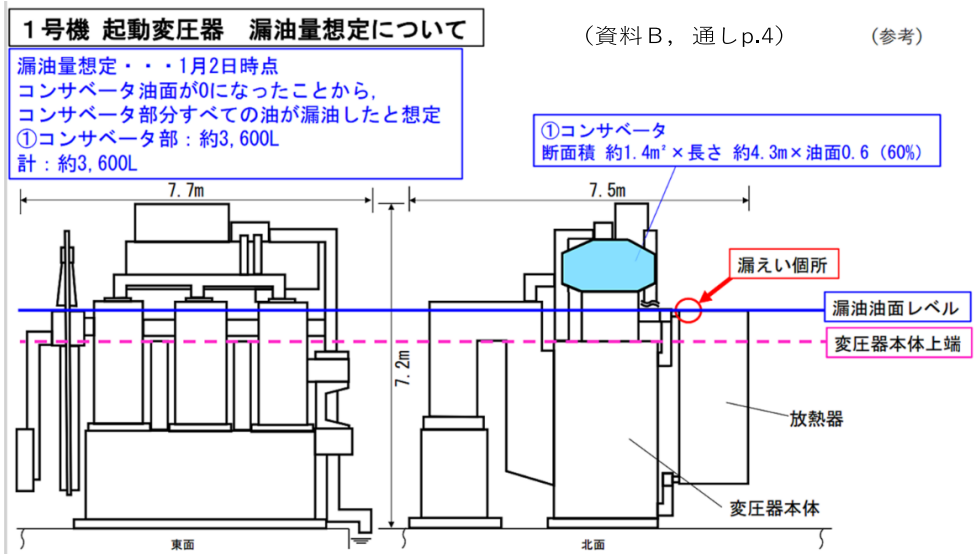 1号機 起動変圧器　漏油量想定について
(資料B, 通しp.4)
(参考)
漏油量想定・・・1月2日時点
コンサベータ油面が0になったことから,
コンサベータ部分すべての油が漏油したと想定
①コンサベータ部：約3,600L
計：約3,600L
①コンサベータ
断面積 約1.4m²×長さ 約4.3m×油面0.6 (60%)
7.7m
7.5m
漏えい個所
漏油油面レベル
変圧器本体上端
7.2m
放熱器
変圧器本体
東面
北面